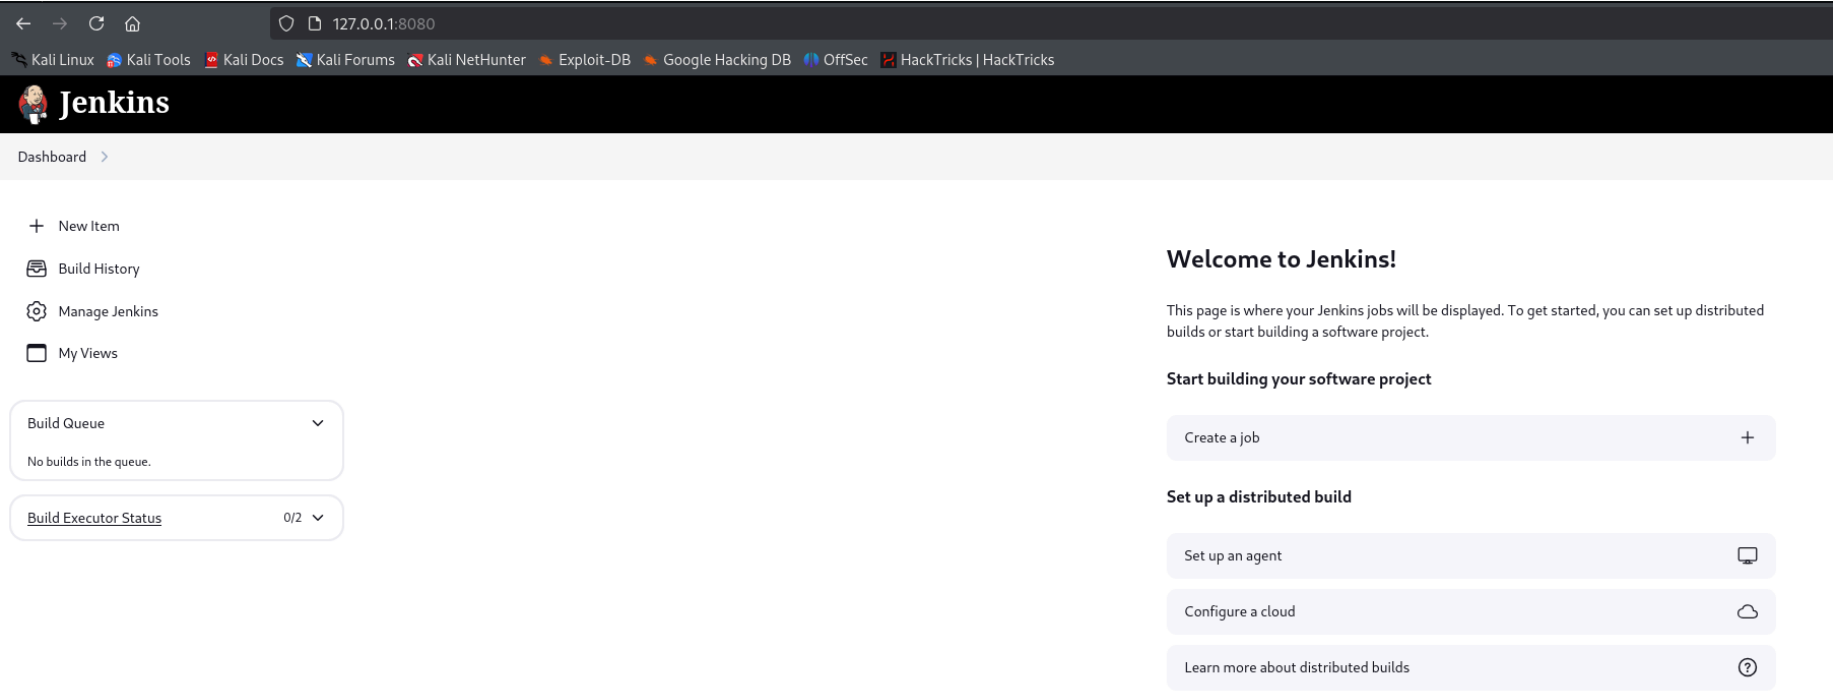 127.0.0.1:8080
Kali Linux Kali Tools Kali Docs Kali Forums Kali NetHunter Exploit-DB Google Hacking DB OffSec HackTricks | HackTricks
Jenkins
Dashboard
New Item
Build History
Manage Jenkins
My Views
Build Queue
No builds in the queue.
Build Executor Status 0/2
Welcome to Jenkins!
This page is where your Jenkins jobs will be displayed. To get started, you can set up distributed
builds or start building a software project.
Start building your software project
Create a job
Set up a distributed build
Set up an agent
Configure a cloud
Learn more about distributed builds